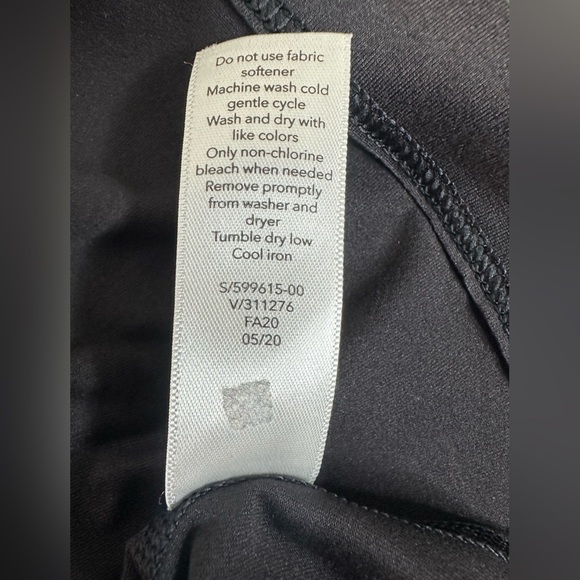 Do not use fabric
softener
Machine wash cold
gentle cycle
Wash and dry with
like colors
Only non-chlorine
bleach when needed
Remove promptly
from washer and
dryer
Tumble dry low
Cool iron
S/599615-00
V/311276
FA20
05/20